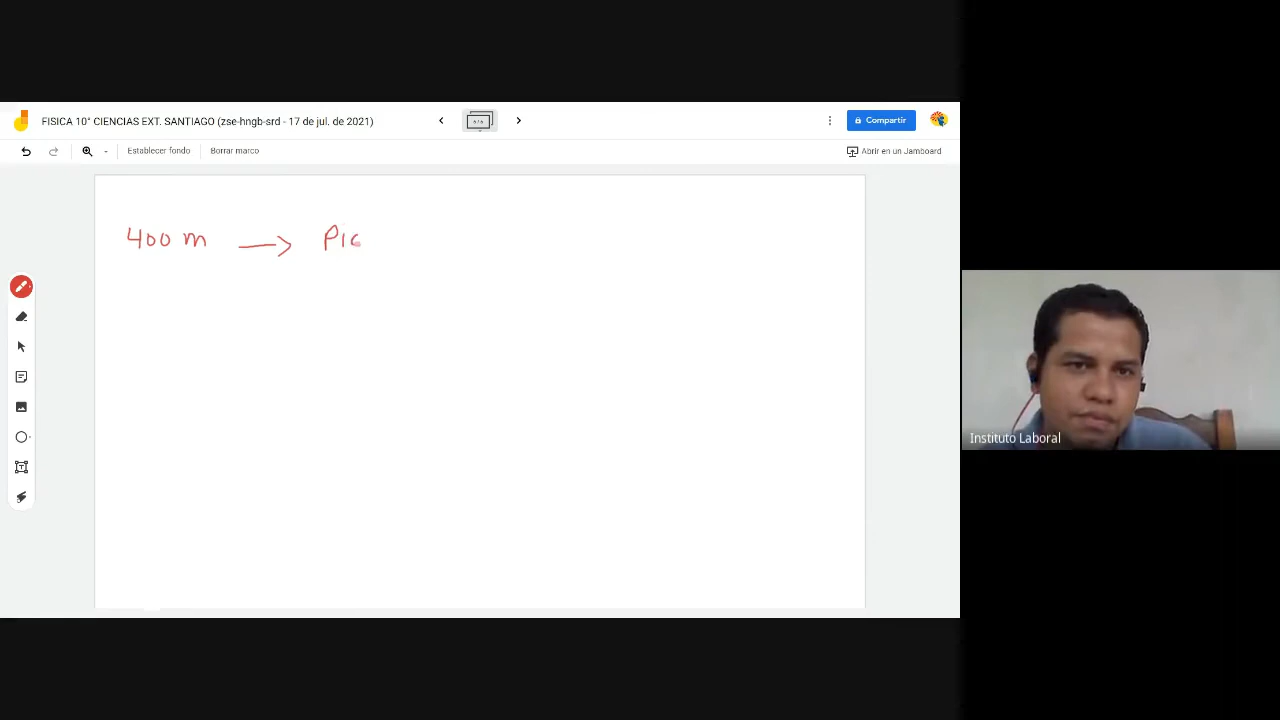 FISICA 10° CIENCIAS EXT. SANTIAGO (zse-hngb-srd - 17 de jul. de 2021)
Compartir
Establecer fondo
Borrar marco
Abrir en un Jamboard
400 m → Pic
Instituto Laboral